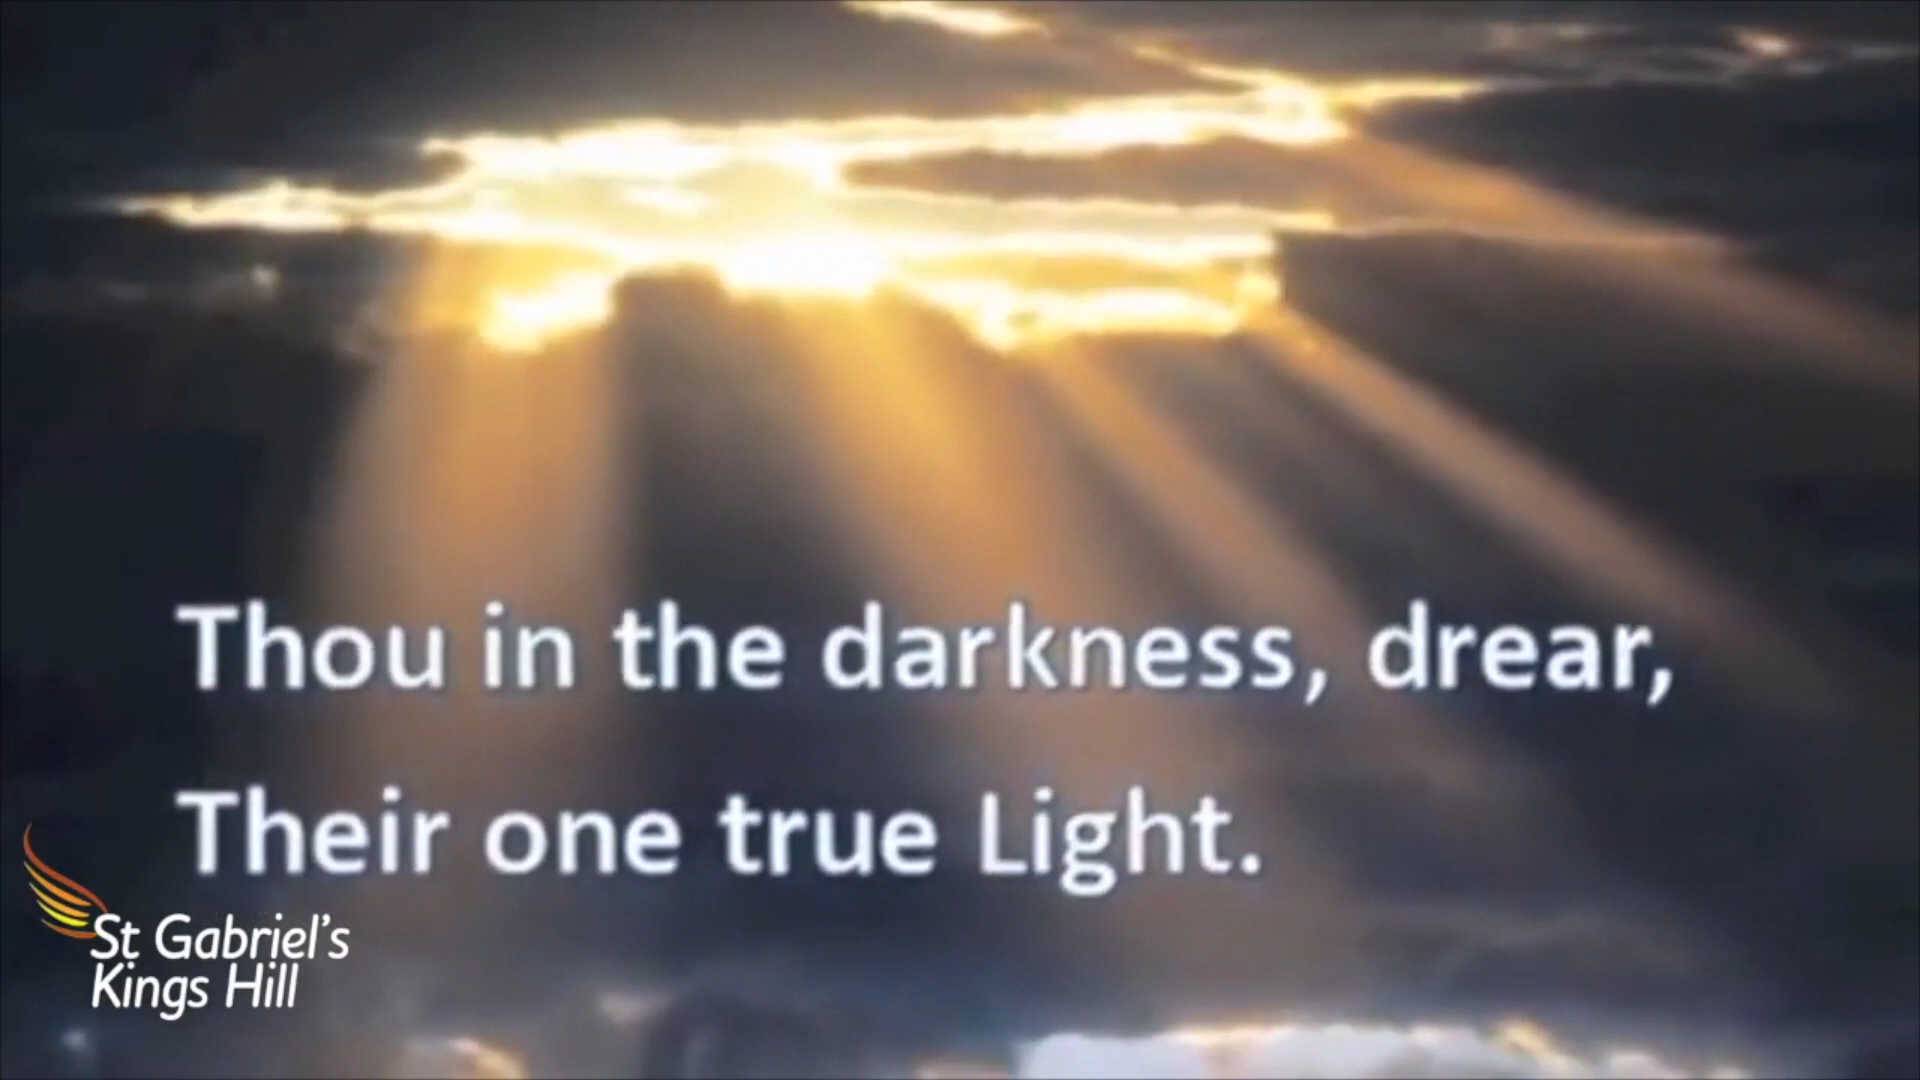 Thou in the darkness, drear,
Their one true Light.
St Gabriel's
Kings Hill